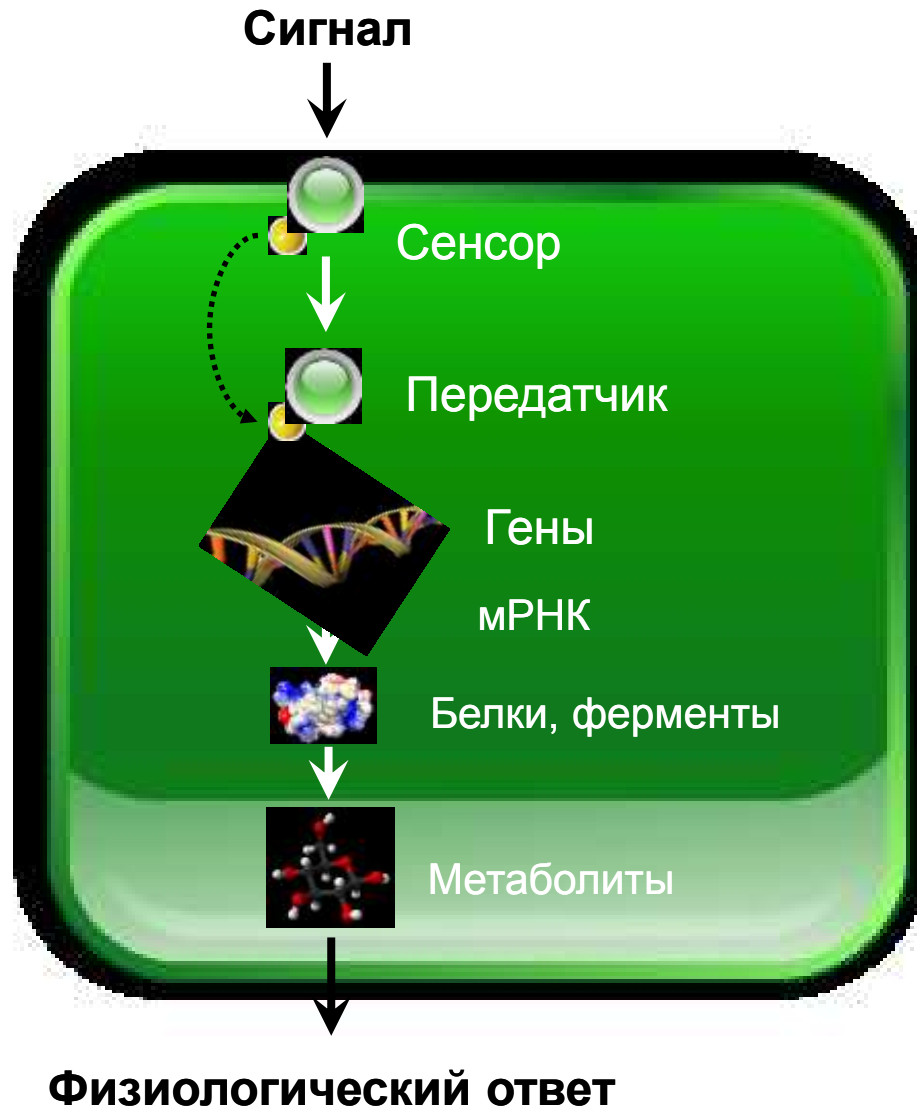 Сигнал
Сенсор
Передатчик
Гены
мРНК
Белки, ферменты
Метаболиты
Физиологический ответ